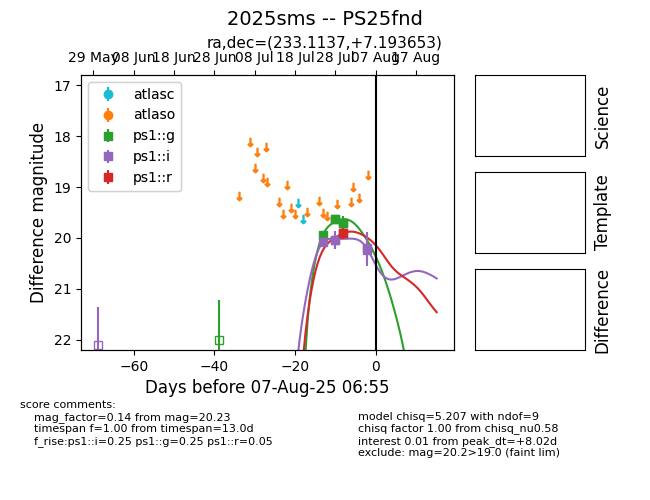 2025sms -- PS25fnd
ra,dec=(233.1137,+7.193653)
29 May 08 Jun 18 Jun 28 Jun 08 Jul 18 Jul 28 Jul 07 Aug 17 Aug
atlasc
atlaso
ps1::g
ps1::i
ps1::r
17
18
19
20
21
22
Difference magnitude
−60 −40 −20 0
Days before 07-Aug-25 06:55
Science
Template
Difference
score comments:
mag_factor=0.14 from mag=20.23
timespan f=1.00 from timespan=13.0d
f_rise:ps1::i=0.25 ps1::g=0.25 ps1::r=0.05
model chisq=5.207 with ndof=9
chisq factor 1.00 from chisq_nu0.58
interest 0.01 from peak_dt=+8.02d
exclude: mag=20.2>19.0 (faint lim)